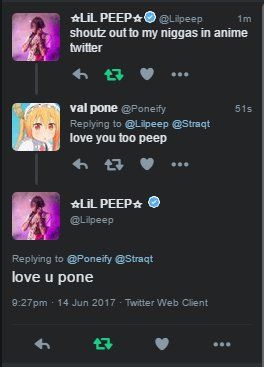 ☆LiL PEEP☆ @Lilpeep 1m
shoutz out to my niggas in anime
twitter
val pone @Poneify 51s
Replying to @Lilpeep @Straqt
love you too peep
☆LiL PEEP☆
@Lilpeep
Replying to @Poneify @Straqt
love u pone
9:27pm · 14 Jun 2017 · Twitter Web Client